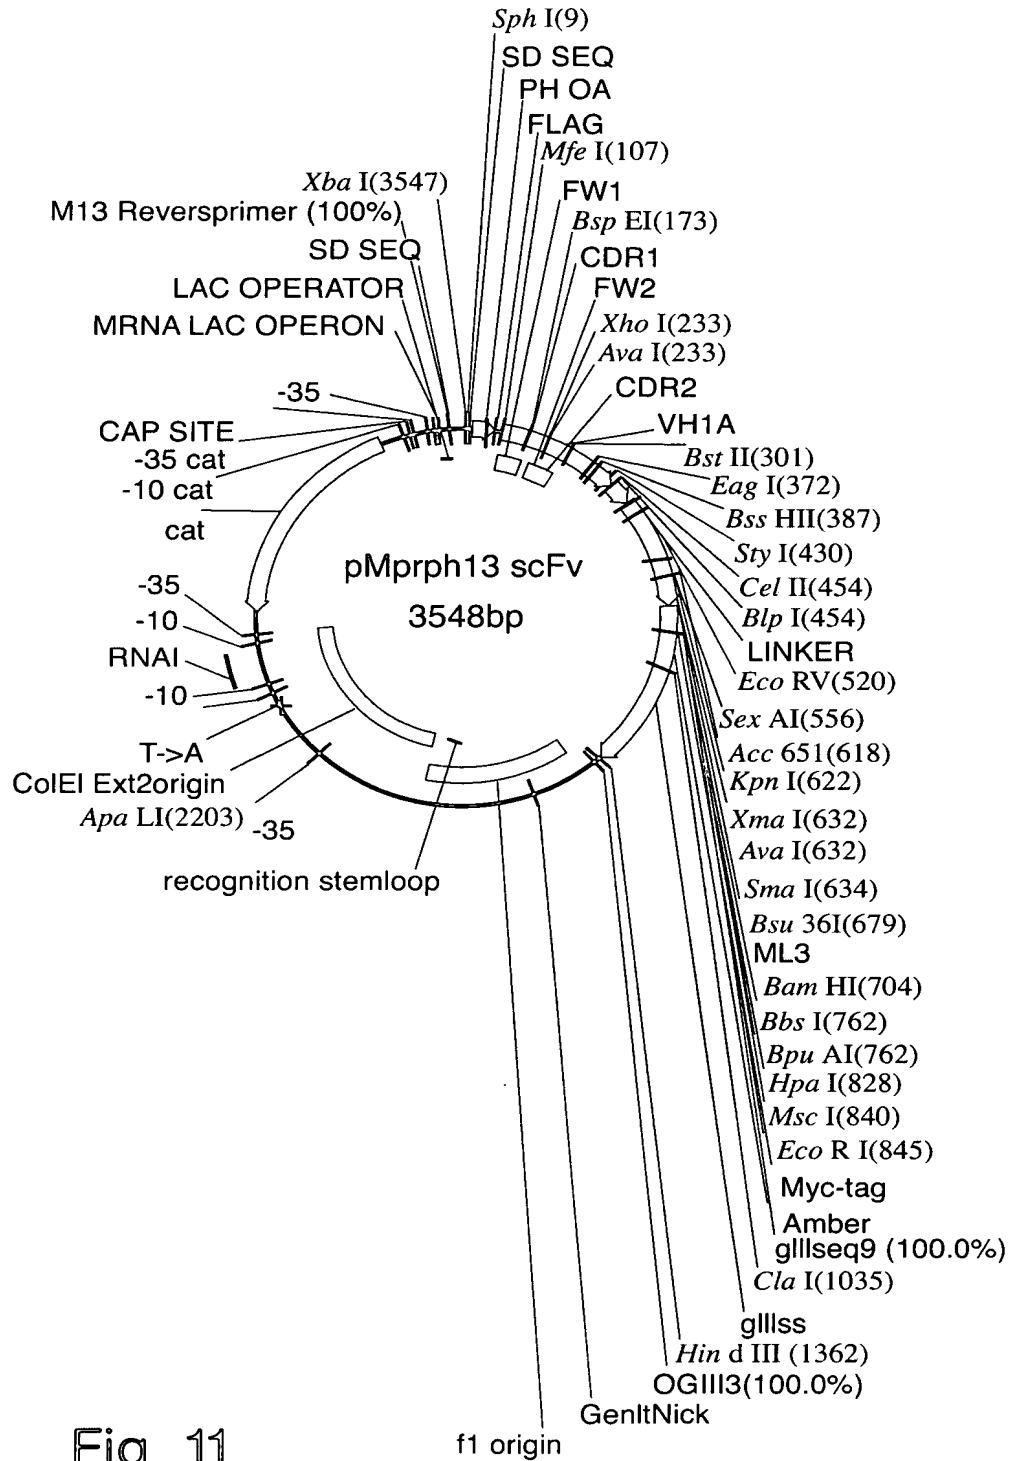 Sph I(9)
SD SEQ
PH OA
FLAG
Mfe I(107)
FW1
Bsp EI(173)
CDR1
FW2
Xho I(233)
Ava I(233)
CDR2
VH1A
Bst II(301)
Eag I(372)
Bss HII(387)
Sty I(430)
Cel II(454)
Blp I(454)
LINKER
Eco RV(520)
Sex AI(556)
Acc 651(618)
Kpn I(622)
Xma I(632)
Ava I(632)
Sma I(634)
Bsu 36I(679)
ML3
Bam HI(704)
Bbs I(762)
Bpu AI(762)
Hpa I(828)
Msc I(840)
Eco R I(845)
Myc-tag
Amber
gIIIseq9 (100.0%)
Cla I(1035)
gIIIss
Hin d III (1362)
OGIII3(100.0%)
GenItNick
f1 origin
Xba I(3547)
M13 Reversprimer (100%)
SD SEQ
LAC OPERATOR
MRNA LAC OPERON
-35
CAP SITE
-35 cat
-10 cat
cat
-35
-10
RNAI
-10
T->A
ColEI Ext2origin
Apa LI(2203)
-35
recognition stemloop
pMprph13 scFv
3548bp
Fig. 11